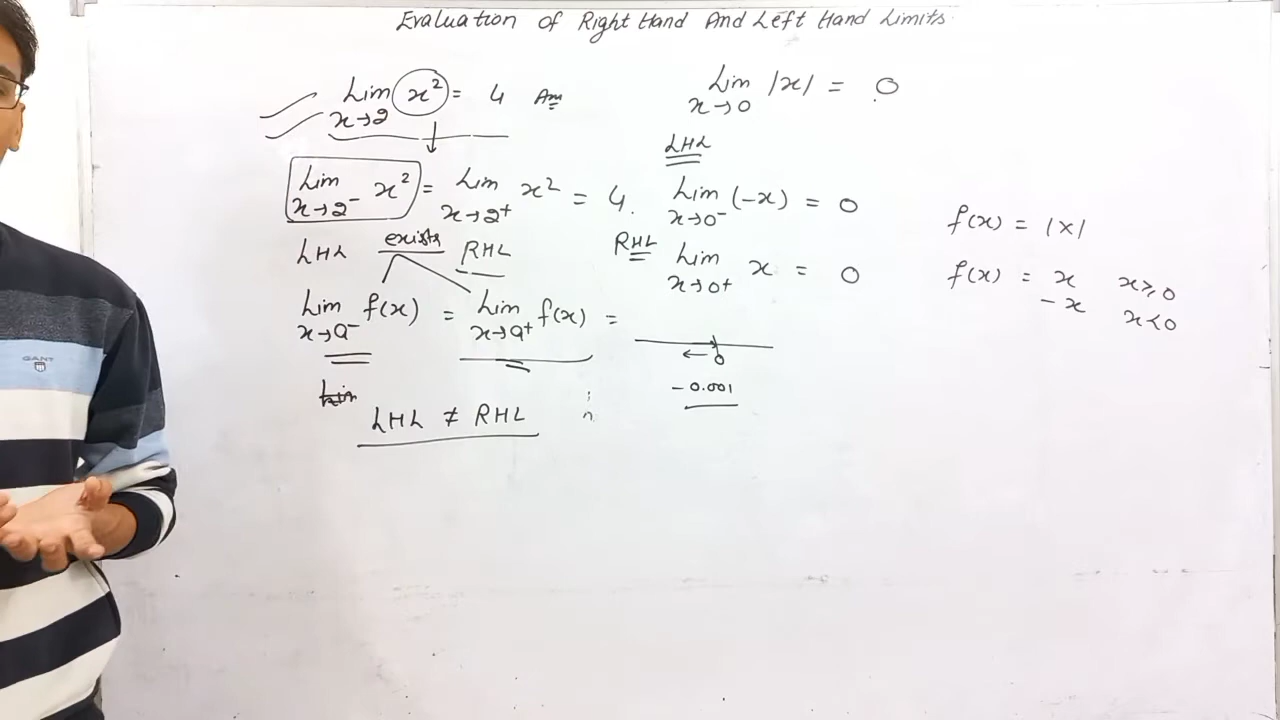 Evaluation of Right Hand And Left Hand Limits.
Lim x→2 x² = 4 Ans
Lim x→2⁻ x² = Lim x→2⁺ x² = 4.
LHL exists RHL
Lim x→a⁻ f(x) = Lim x→a⁺ f(x) =
LHL ≠ RHL
Lim x→0 |x| = 0
LHL
Lim x→0⁻ (-x) = 0
RHL Lim x→0+ x = 0
← 0
- 0.001
f(x) = |x|
f(x) = x x≥0
-x x<0
GANT